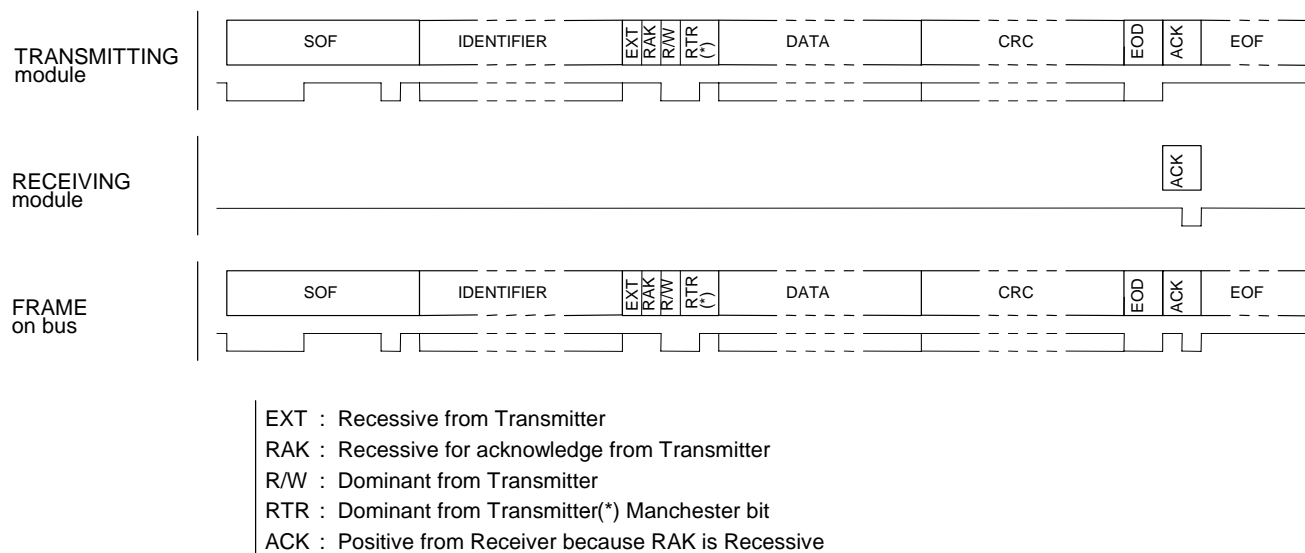 TRANSMITTING
module
SOF IDENTIFIER EXT RAK R/W RTR (*) DATA CRC EOD ACK EOF
RECEIVING
module
ACK
FRAME
on bus
SOF IDENTIFIER EXT RAK R/W RTR (*) DATA CRC EOD ACK EOF
EXT : Recessive from Transmitter
RAK : Recessive for acknowledge from Transmitter
R/W : Dominant from Transmitter
RTR : Dominant from Transmitter(*) Manchester bit
ACK : Positive from Receiver because RAK is Recessive